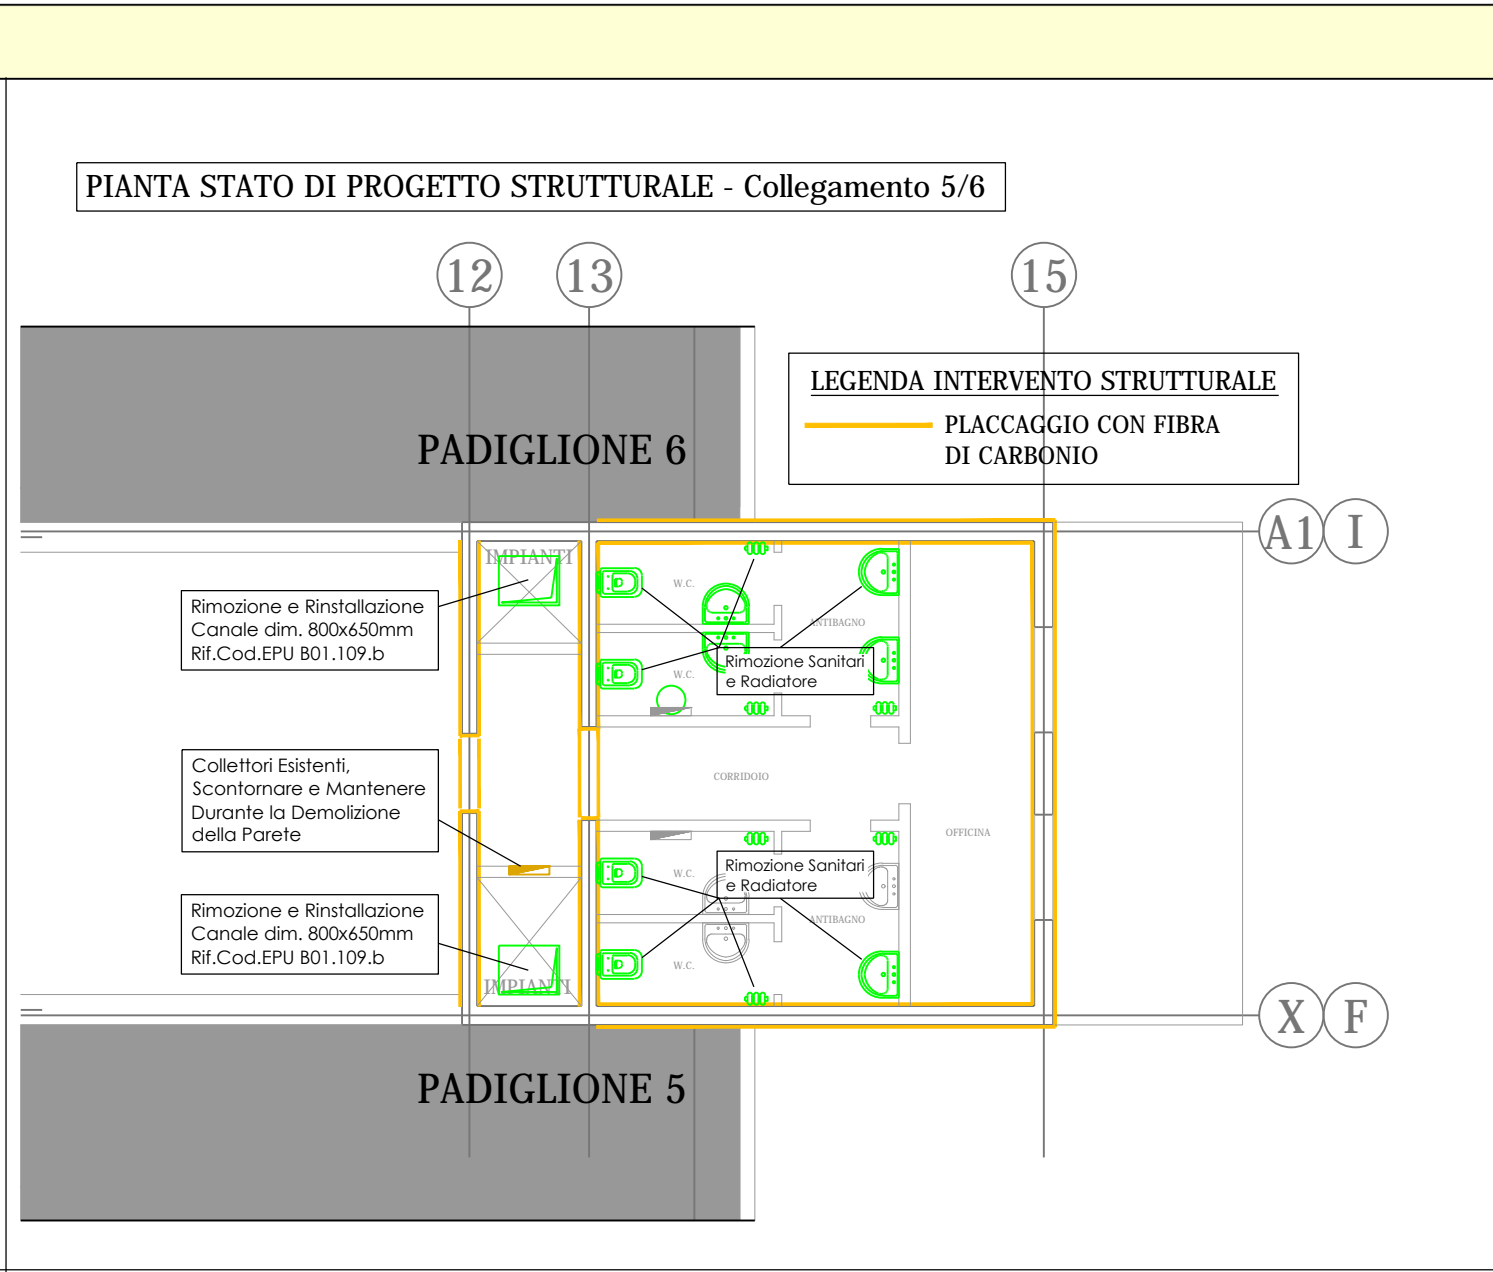 PIANTA STATO DI PROGETTO STRUTTURALE - Collegamento 5/6
12
13
15
LEGENDA INTERVENTO STRUTTURALE
PLACCAGGIO CON FIBRA
DI CARBONIO
PADIGLIONE 6
A1
I
IMPIANTI
W.C.
Rimozione e Rinstallazione
Canale dim. 800x650mm
Rif.Cod.EPU B01.109.b
ANTIBAGNO
Rimozione Sanitari
e Radiatore
W.C.
Collettori Esistenti,
Scontornare e Mantenere
Durante la Demolizione
della Parete
CORRIDOIO
OFFICINA
Rimozione Sanitari
e Radiatore
W.C.
Rimozione e Rinstallazione
Canale dim. 800x650mm
Rif.Cod.EPU B01.109.b
ANTIBAGNO
W.C.
IMPIANTI
X
F
PADIGLIONE 5